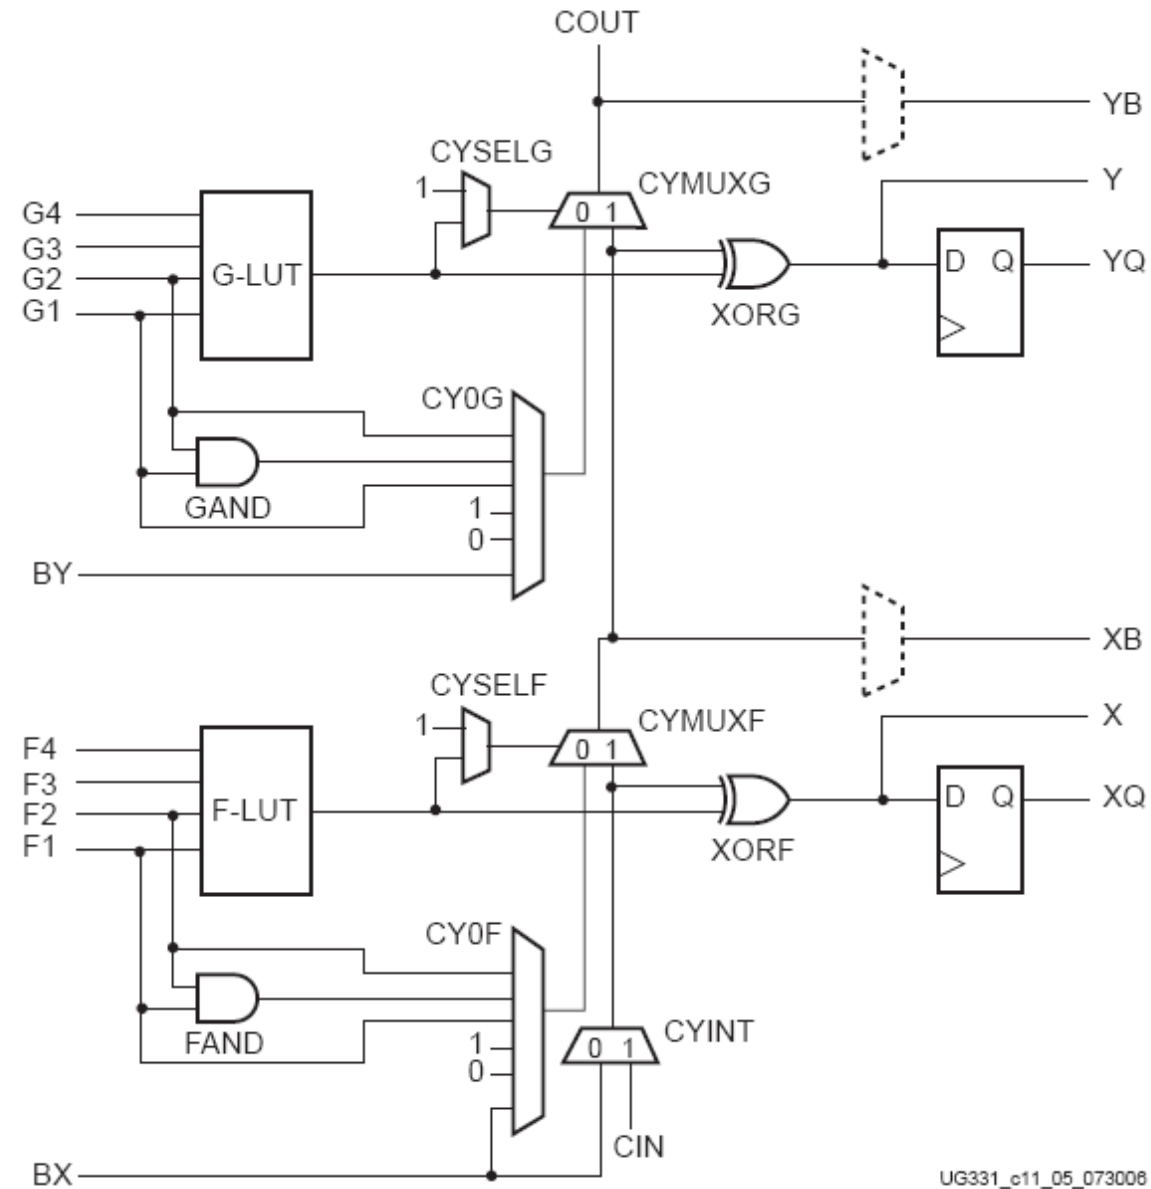 COUT
YB
CYSELG
1
CYMUXG
0 1
Y
G4
G3
G2
G1
G-LUT
D Q
YQ
XORG
CY0G
GAND
1
0
BY
XB
CYSELF
1
CYMUXF
0 1
X
F4
F3
F2
F1
F-LUT
D Q
XQ
XORF
CY0F
FAND
1
0
CYINT
0 1
CIN
BX
UG331_c11_05_073006